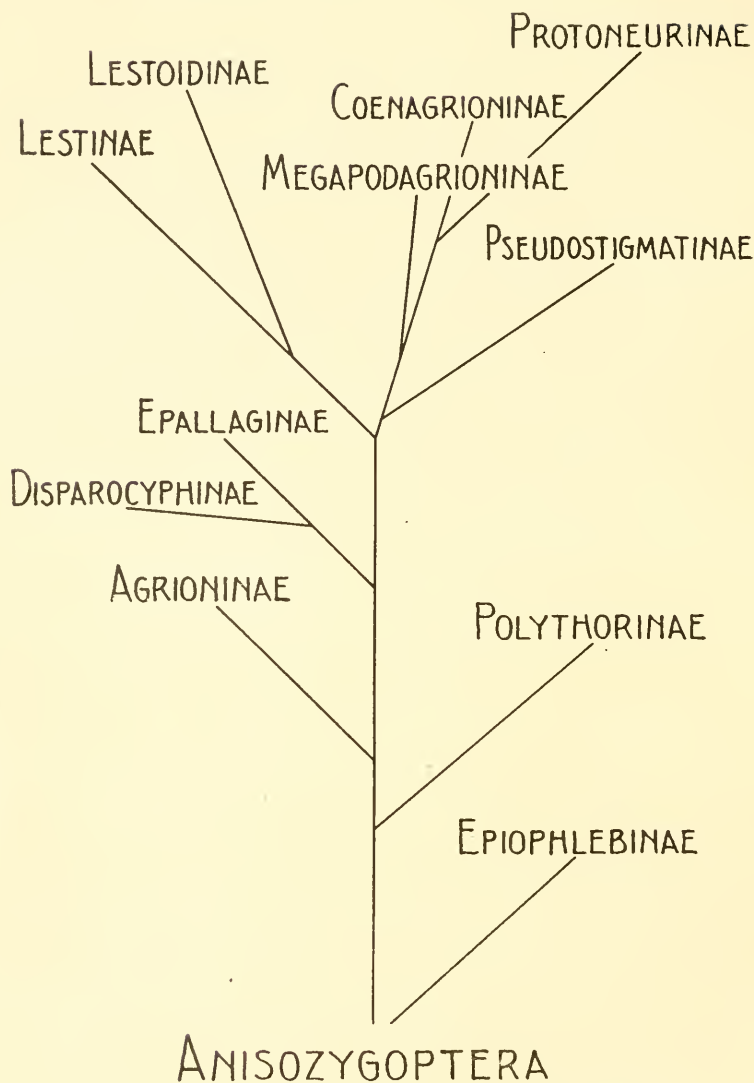 PROTONEURINAE
LESTOIDINAE
COENAGRIONINAE
LESTINAE
MEGAPODAGRIONINAE
PSEUDOSTIGMATINAE
EPALLAGINAE
DISPAROCYPHINAE
AGRIONINAE
POLYTHORINAE
EPIOPHLEBINAE
ANISOZYGOPTERA